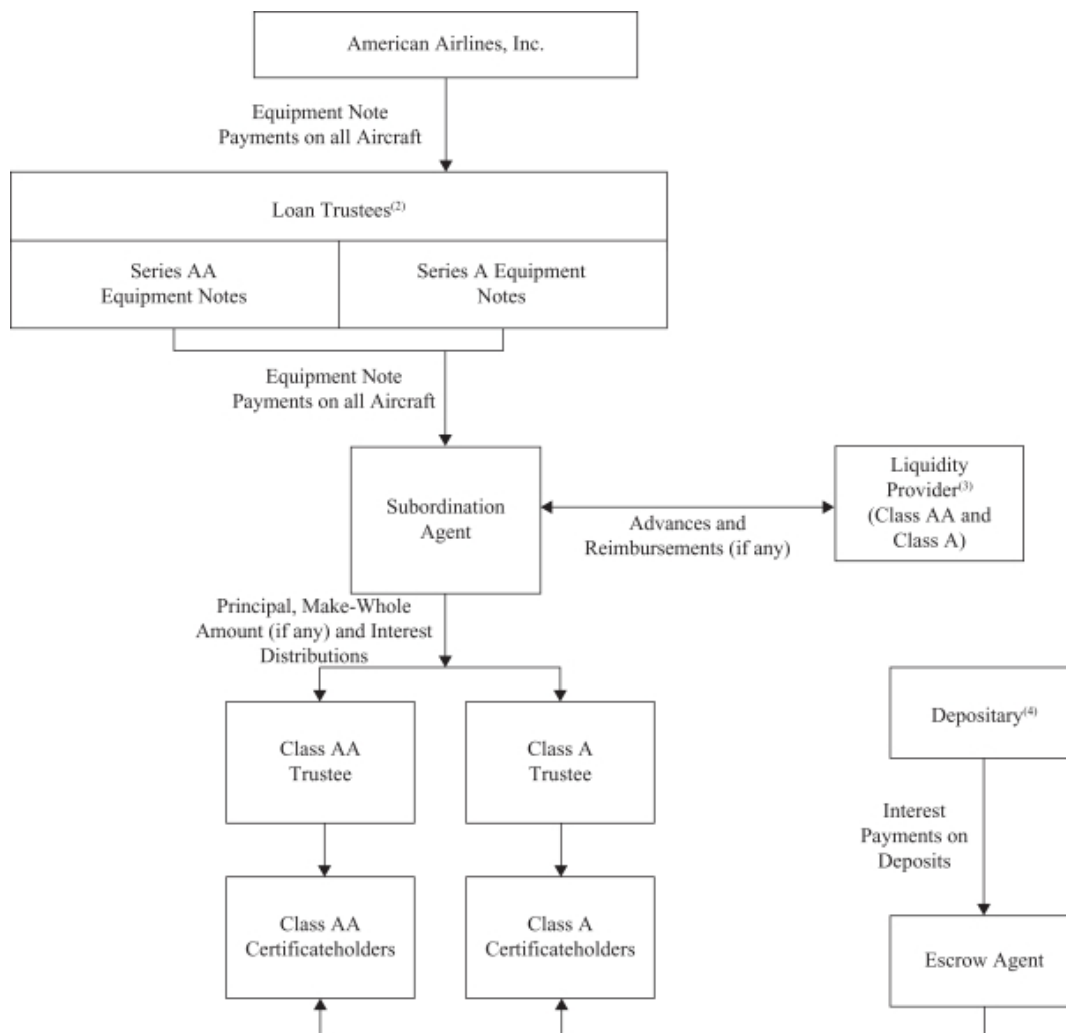 American Airlines, Inc.
Equipment Note
Payments on all Aircraft
Loan Trustees(2)
Series AA
Equipment Notes
Series A Equipment
Notes
Equipment Note
Payments on all Aircraft
Subordination
Agent
Advances and
Reimbursements (if any)
Liquidity
Provider(3)
(Class AA and
Class A)
Principal, Make-Whole
Amount (if any) and Interest
Distributions
Class AA
Trustee
Class A
Trustee
Depositary(4)
Interest
Payments on
Deposits
Class AA
Certificateholders
Class A
Certificateholders
Escrow Agent